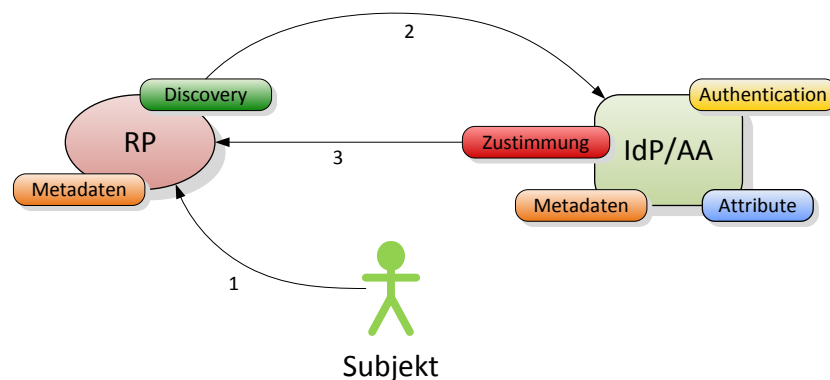 2
Discovery
Authentication
RP
Zustimmung
IdP/AA
3
Metadaten
Metadaten
Attribute
1
Subjekt